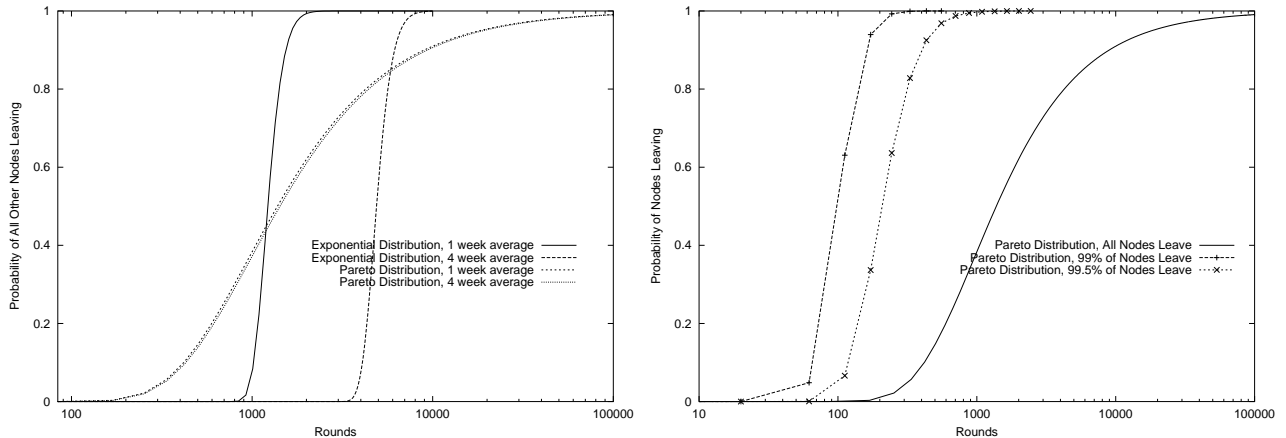 1
0.8
0.6
0.4
0.2
0
Probability of All Other Nodes Leaving
Exponential Distribution, 1 week average
Exponential Distribution, 4 week average
Pareto Distribution, 1 week average
Pareto Distribution, 4 week average
100
1000
10000
100000
Rounds
1
0.8
0.6
0.4
0.2
0
Probability of Nodes Leaving
Pareto Distribution, All Nodes Leave
Pareto Distribution, 99% of Nodes Leave
Pareto Distribution, 99.5% of Nodes Leave
10
100
1000
10000
100000
Rounds